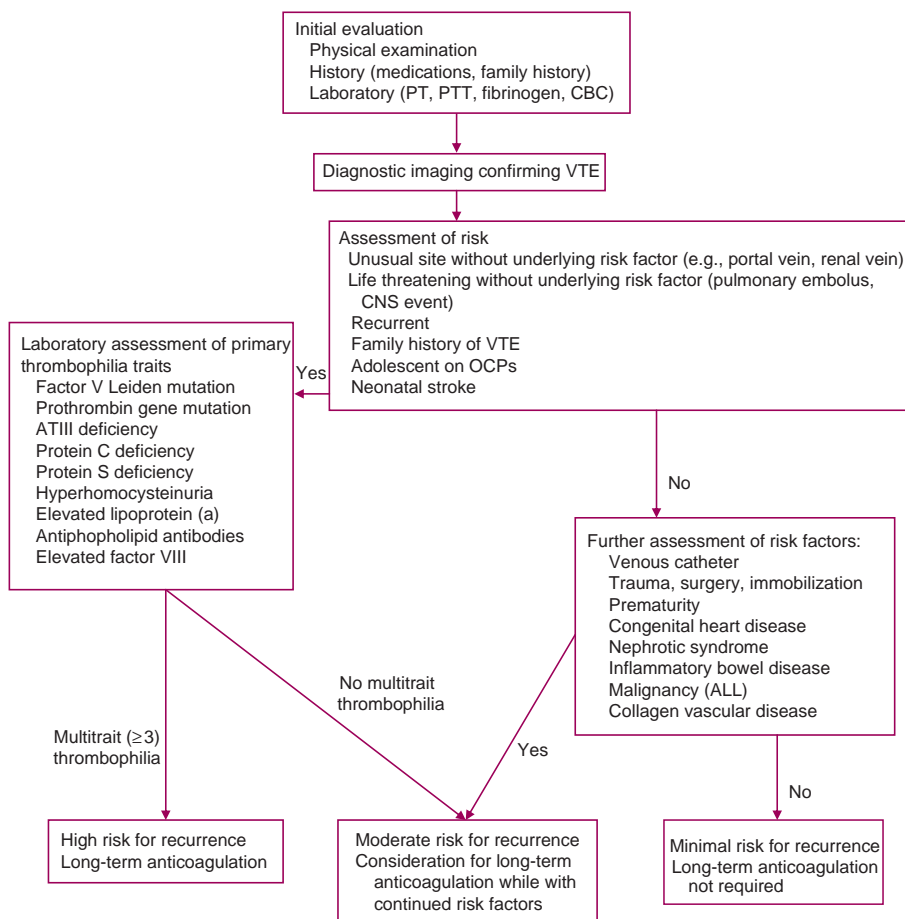 Initial evaluation
Physical examination
History (medications, family history)
Laboratory (PT, PTT, fibrinogen, CBC)
Diagnostic imaging confirming VTE
Assessment of risk
Unusual site without underlying risk factor (e.g., portal vein, renal vein)
Life threatening without underlying risk factor (pulmonary embolus,
CNS event)
Recurrent
Family history of VTE
Adolescent on OCPs
Neonatal stroke
Yes
Laboratory assessment of primary
thrombophilia traits
Factor V Leiden mutation
Prothrombin gene mutation
ATIII deficiency
Protein C deficiency
Protein S deficiency
Hyperhomocysteinuria
Elevated lipoprotein (a)
Antiphopholipid antibodies
Elevated factor VIII
No
Further assessment of risk factors:
Venous catheter
Trauma, surgery, immobilization
Prematurity
Congenital heart disease
Nephrotic syndrome
Inflammatory bowel disease
Malignancy (ALL)
Collagen vascular disease
No multitrait
thrombophilia
Multitrait (≥3)
thrombophilia
Yes
No
High risk for recurrence
Long-term anticoagulation
Moderate risk for recurrence
Consideration for long-term
anticoagulation while with
continued risk factors
Minimal risk for recurrence
Long-term anticoagulation
not required